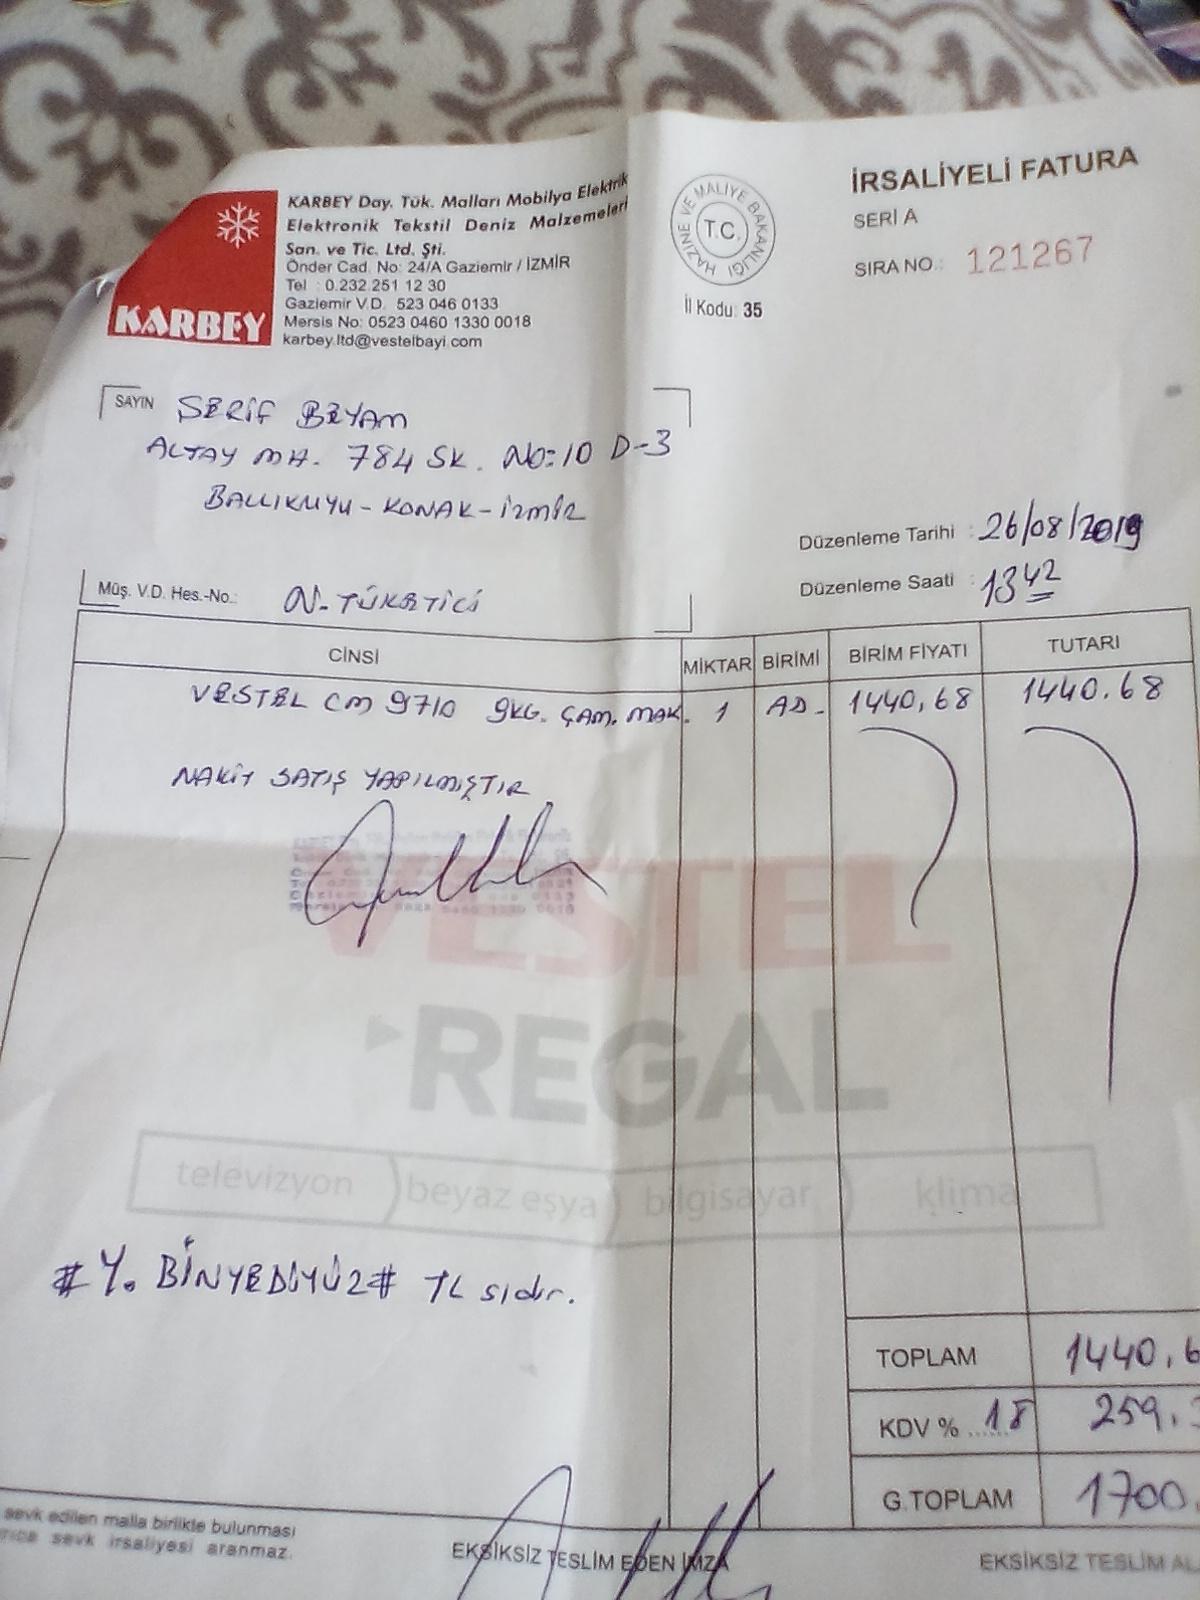 KARBEY
KARBEY Day. Tük. Malları Mobilya Elektrik
Elektronik Tekstil Deniz Malzemeleri
San. ve Tic. Ltd. Şti.
Önder Cad. No: 24/A Gaziemir / İZMİR
Tel : 0.232 251 12 30
Gaziemir V.D. 523 046 0133
Mersis No: 0523 0460 1330 0018
karbey.ltd@vestelbayi.com
T.C. HAZİNE VE MALİYE BAKANLIĞI
İl Kodu: 35
İRSALİYELİ FATURA
SERİ A
SIRA NO.: 121267
SAYIN ŞERİF BEYAM
ALTAY MH. 784 SK. NO:10 D-3
BALLIKUYU - KONAK - İZMİR
Düzenleme Tarihi : 26/08/2019
Düzenleme Saati : 13 42
Müş. V.D. Hes.-No.: N. TÜKETİCİ
CİNSİ MİKTAR BİRİMİ BİRİM FİYATI TUTARI
VESTEL CM 9710 9KG. ÇAM. MAK. 1 AD. 1440,68 1440.68
NAKİT SATIŞ YAPILMIŞTIR
VESTEL
REGAL
televizyon beyaz eşya bilgisayar klima
#Y. BİNYEDİYÜZ# TL sıdır.
TOPLAM 1440,6
KDV % 18 259,
G.TOPLAM 1700
sevk edilen malla birlikte bulunması
sevk irsaliyesi aranmaz.
EKSİKSİZ TESLİM EDEN İMZA
EKSİKSİZ TESLİM AL